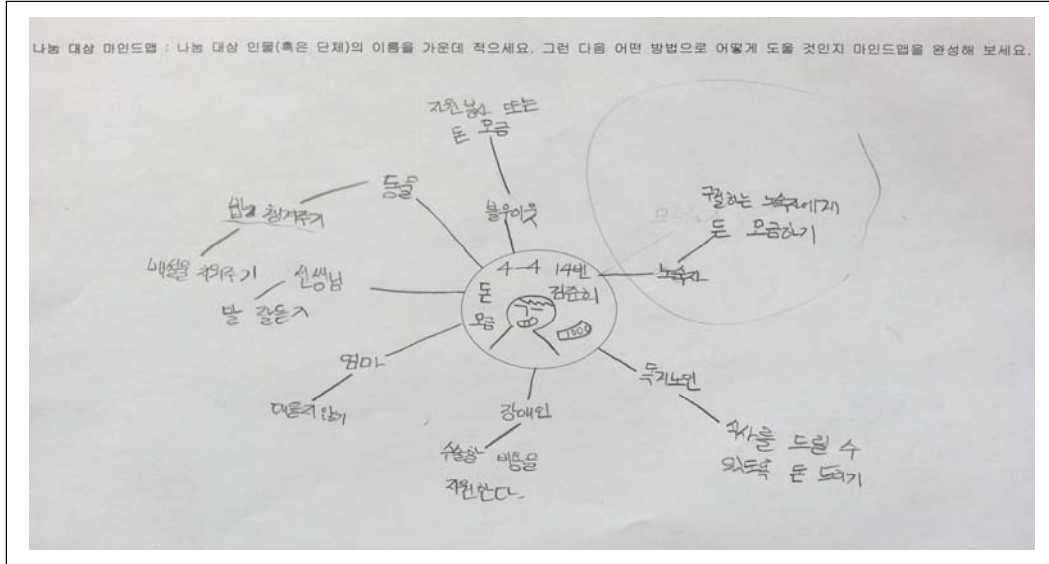 나눔 대상 마인드맵 : 나눔 대상 인물(혹은 단체)의 이름을 가운데 적으세요. 그런 다음 어떤 방법으로 어떻게 도울 것인지 마인드맵을 완성해 보세요.
자원봉사 또는
돈 모금
불우이웃
동물
밥 챙겨주기
배설물 치워주기
선생님
말 잘듣기
엄마
대들지 않기
4-4 14번
김준희
돈
모금
1000
장애인
수술할 비용을
지원한다.
노숙자
구걸하는 노숙자에게
돈 모금하기
독거노인
식사를 드릴 수
있도록 돈 드리기